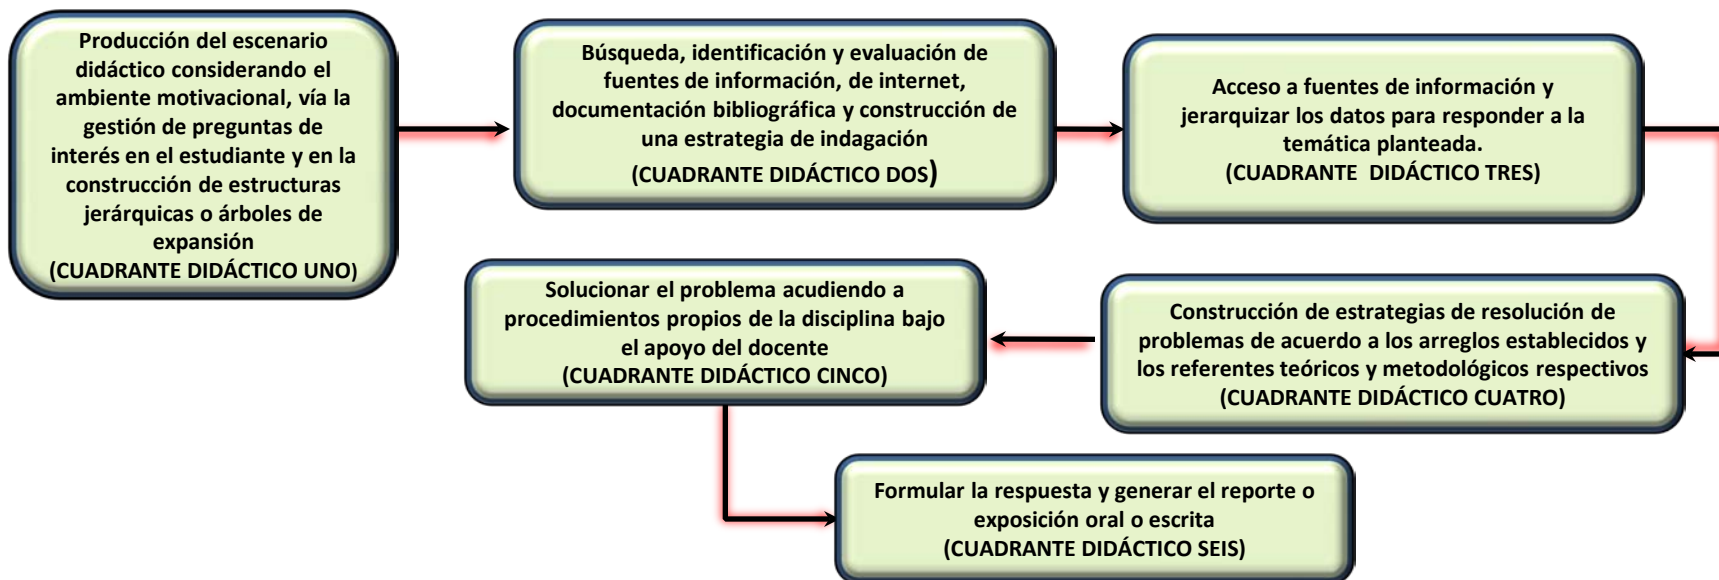 Producción del escenario
didáctico considerando el
ambiente motivacional, vía la
gestión de preguntas de
interés en el estudiante y en la
construcción de estructuras
jerárquicas o árboles de
expansión
(CUADRANTE DIDÁCTICO UNO)
Búsqueda, identificación y evaluación de
fuentes de información, de internet,
documentación bibliográfica y construcción de
una estrategia de indagación
(CUADRANTE DIDÁCTICO DOS)
Acceso a fuentes de información y
jerarquizar los datos para responder a la
temática planteada.
(CUADRANTE DIDÁCTICO TRES)
Construcción de estrategias de resolución de
problemas de acuerdo a los arreglos establecidos y
los referentes teóricos y metodológicos respectivos
(CUADRANTE DIDÁCTICO CUATRO)
Solucionar el problema acudiendo a
procedimientos propios de la disciplina bajo
el apoyo del docente
(CUADRANTE DIDÁCTICO CINCO)
Formular la respuesta y generar el reporte o
exposición oral o escrita
(CUADRANTE DIDÁCTICO SEIS)